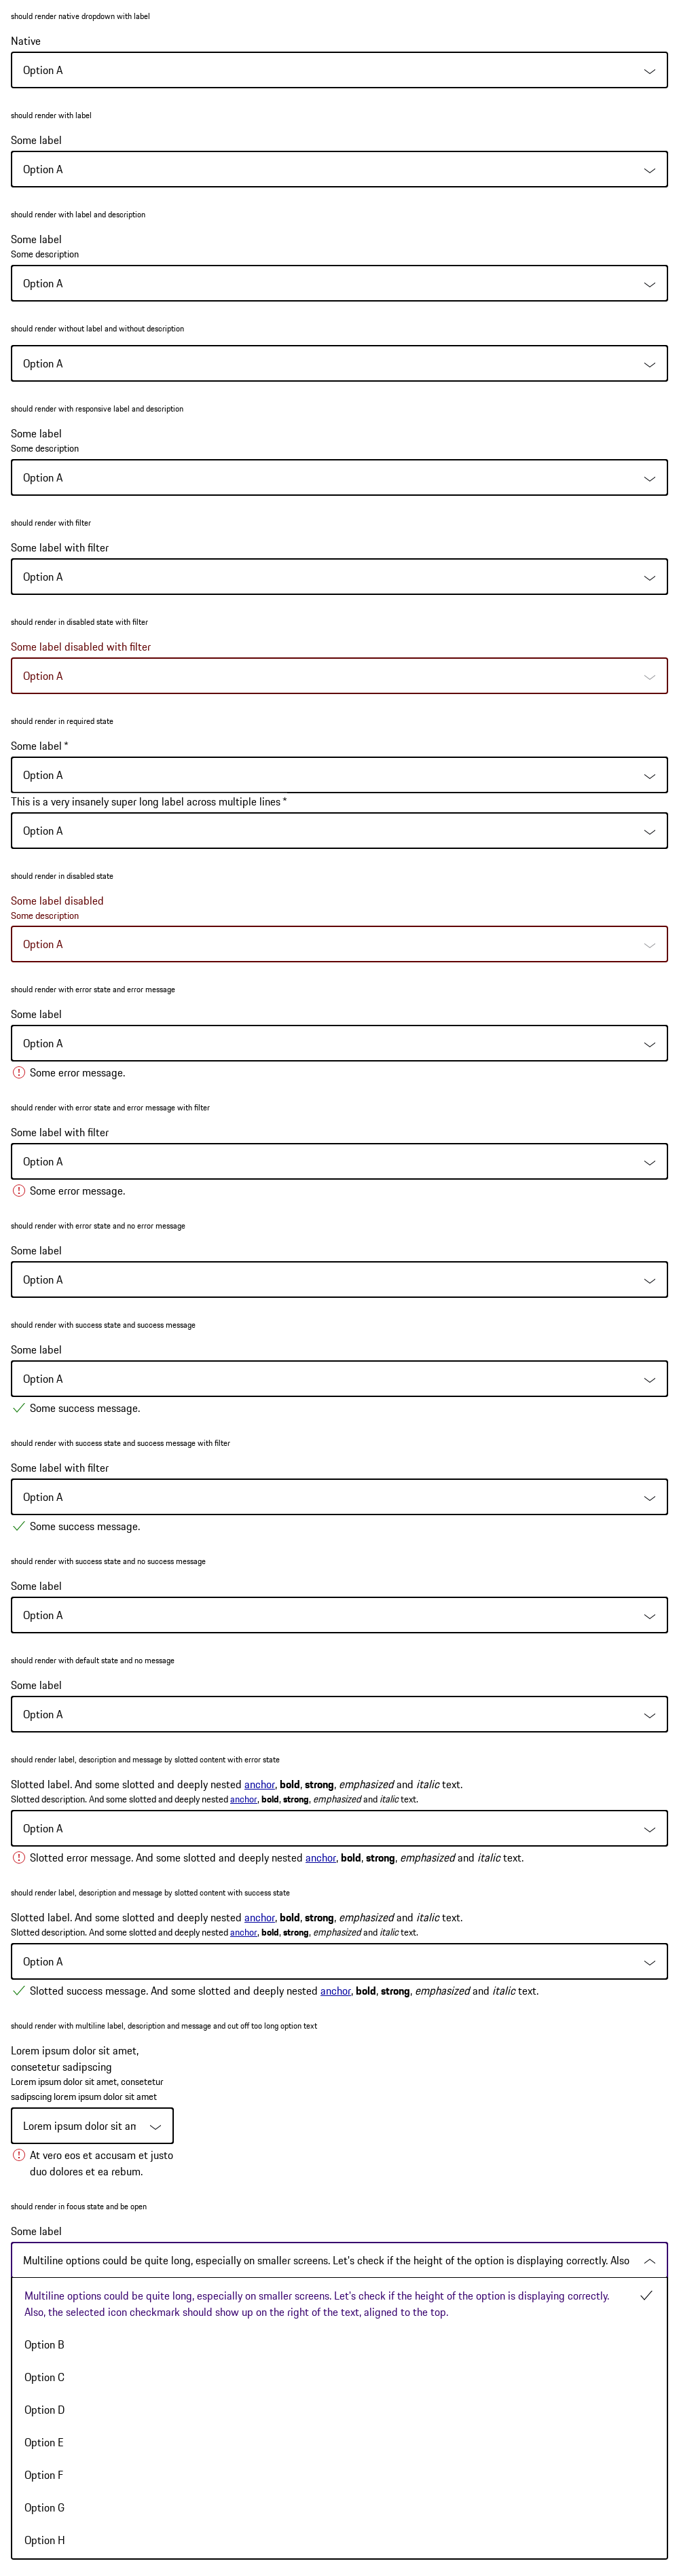 should render native dropdown with label
Native
Option A
should render with label
Some label
Option A
should render with label and description
Some label
Some description
Option A
should render without label and without description
Option A
should render with responsive label and description
Some label
Some description
Option A
should render with filter
Some label with filter
Option A
should render in disabled state with filter
Some label disabled with filter
Option A
should render in required state
Some label *
Option A
This is a very insanely super long label across multiple lines *
Option A
should render in disabled state
Some label disabled
Some description
Option A
should render with error state and error message
Some label
Option A
Some error message.
should render with error state and error message with filter
Some label with filter
Option A
Some error message.
should render with error state and no error message
Some label
Option A
should render with success state and success message
Some label
Option A
Some success message.
should render with success state and success message with filter
Some label with filter
Option A
Some success message.
should render with success state and no success message
Some label
Option A
should render with default state and no message
Some label
Option A
should render label, description and message by slotted content with error state
Slotted label. And some slotted and deeply nested anchor, bold, strong, emphasized and italic text.
Slotted description. And some slotted and deeply nested anchor, bold, strong, emphasized and italic text.
Option A
Slotted error message. And some slotted and deeply nested anchor, bold, strong, emphasized and italic text.
should render label, description and message by slotted content with success state
Slotted label. And some slotted and deeply nested anchor, bold, strong, emphasized and italic text.
Slotted description. And some slotted and deeply nested anchor, bold, strong, emphasized and italic text.
Option A
Slotted success message. And some slotted and deeply nested anchor, bold, strong, emphasized and italic text.
should render with multiline label, description and message and cut off too long option text
Lorem ipsum dolor sit amet,
consetetur sadipscing
Lorem ipsum dolor sit amet, consetetur
sadipscing lorem ipsum dolor sit amet
Lorem ipsum dolor sit am
At vero eos et accusam et justo
duo dolores et ea rebum.
should render in focus state and be open
Some label
Multiline options could be quite long, especially on smaller screens. Let's check if the height of the option is displaying correctly. Also
Multiline options could be quite long, especially on smaller screens. Let's check if the height of the option is displaying correctly.
Also, the selected icon checkmark should show up on the right of the text, aligned to the top.
Option B
Option C
Option D
Option E
Option F
Option G
Option H